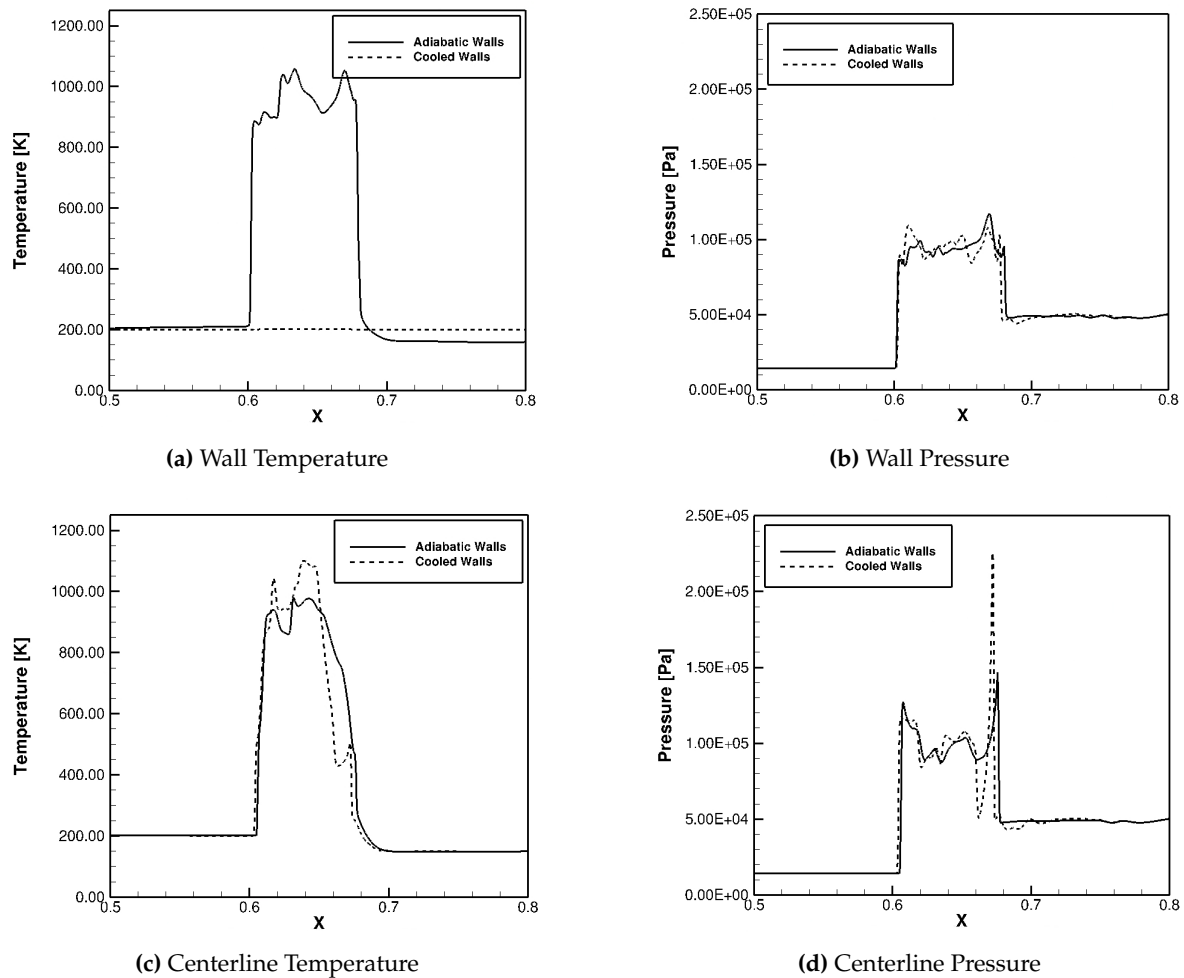 1200.00
1000.00
800.00
600.00
400.00
200.00
0.00
Temperature [K]
Adiabatic Walls
Cooled Walls
0.5
0.6
0.7
0.8
X
(a) Wall Temperature
2.50E+05
2.00E+05
1.50E+05
1.00E+05
5.00E+04
0.00E+00
Pressure [Pa]
Adiabatic Walls
Cooled Walls
0.5
0.6
0.7
0.8
X
(b) Wall Pressure
1200.00
1000.00
800.00
600.00
400.00
200.00
0.00
Temperature [K]
Adiabatic Walls
Cooled Walls
0.5
0.6
0.7
0.8
X
(c) Centerline Temperature
2.50E+05
2.00E+05
1.50E+05
1.00E+05
5.00E+04
0.00E+00
Pressure [Pa]
Adiabatic Walls
Cooled Walls
0.5
0.6
0.7
0.8
X
(d) Centerline Pressure